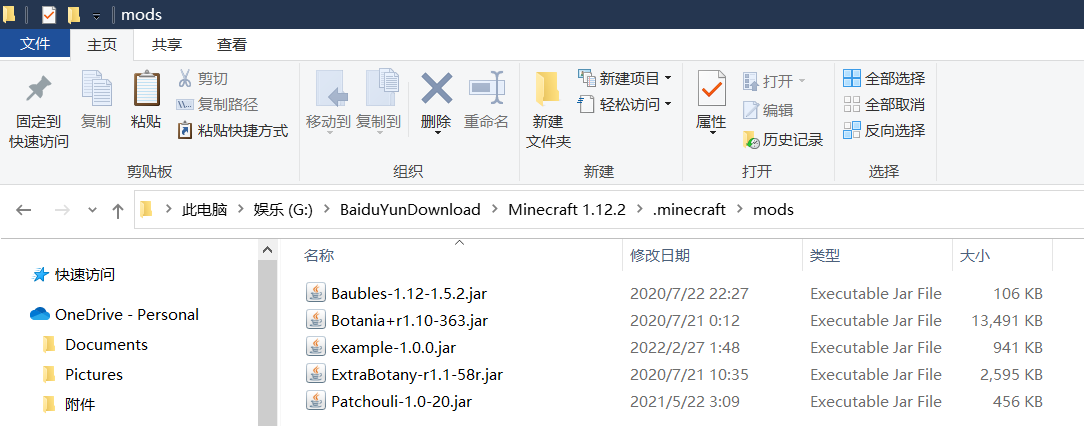 mods
文件 主页 共享 查看
固定到
快速访问
复制
粘贴
剪切
复制路径
粘贴快捷方式
剪贴板
移动到 复制到 删除 重命名
组织
新建
文件夹
新建项目
轻松访问
新建
属性
打开
编辑
历史记录
打开
全部选择
全部取消
反向选择
选择
此电脑 娱乐 (G:) BaiduYunDownload Minecraft 1.12.2 .minecraft mods
快速访问
OneDrive - Personal
Documents
Pictures
附件
名称 修改日期 类型 大小
Baubles-1.12-1.5.2.jar 2020/7/22 22:27 Executable Jar File 106 KB
Botania+r1.10-363.jar 2020/7/21 0:12 Executable Jar File 13,491 KB
example-1.0.0.jar 2022/2/27 1:48 Executable Jar File 941 KB
ExtraBotany-r1.1-58r.jar 2020/7/21 10:35 Executable Jar File 2,595 KB
Patchouli-1.0-20.jar 2021/5/22 3:09 Executable Jar File 456 KB